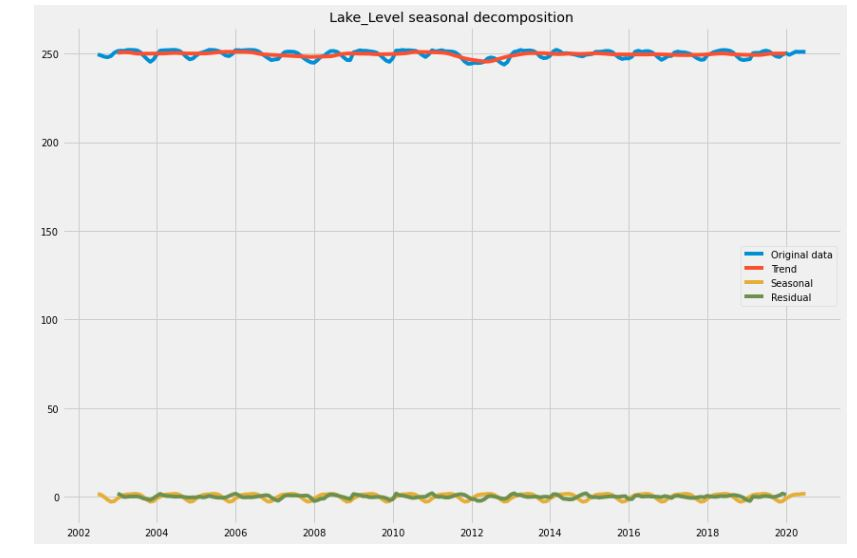 Lake_Level seasonal decomposition
250
200
150
100
50
0
Original data
Trend
Seasonal
Residual
2002 2004 2006 2008 2010 2012 2014 2016 2018 2020